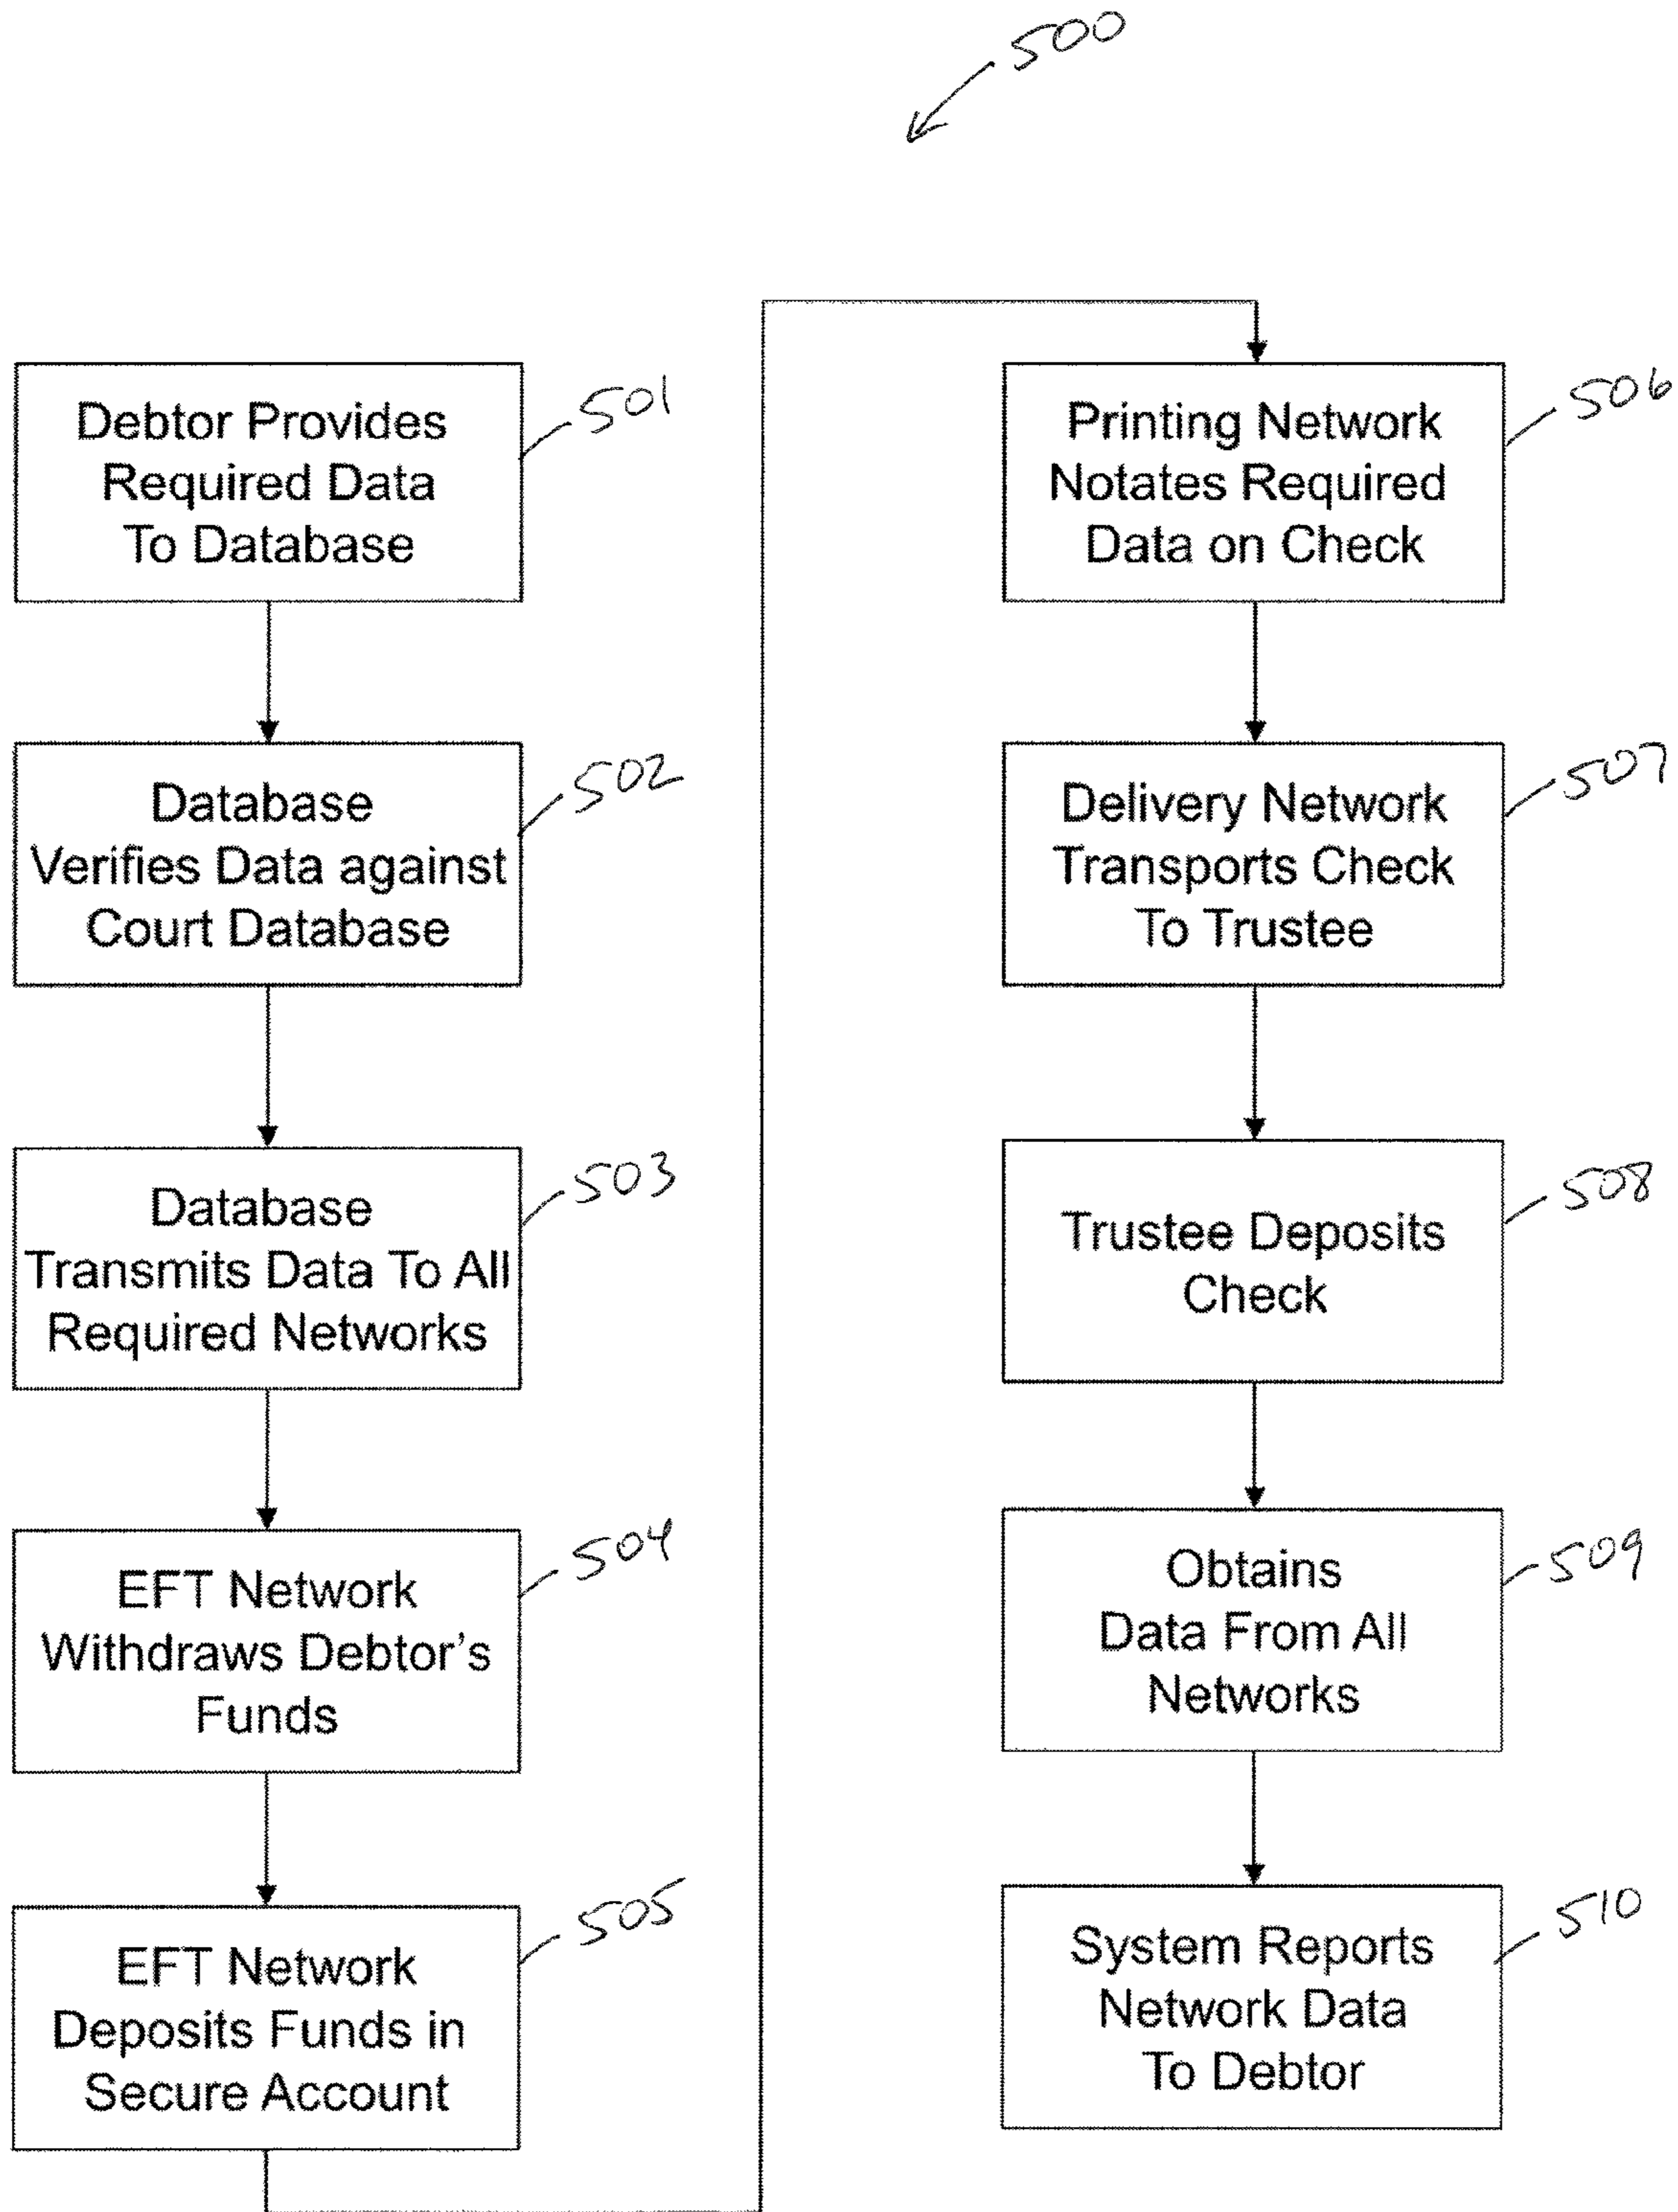 500
Debtor Provides
Required Data
To Database
501
Database
Verifies Data against
Court Database
502
Database
Transmits Data To All
Required Networks
503
EFT Network
Withdraws Debtor's
Funds
504
EFT Network
Deposits Funds in
Secure Account
505
Printing Network
Notates Required
Data on Check
506
Delivery Network
Transports Check
To Trustee
507
Trustee Deposits
Check
508
Obtains
Data From All
Networks
509
System Reports
Network Data
To Debtor
510